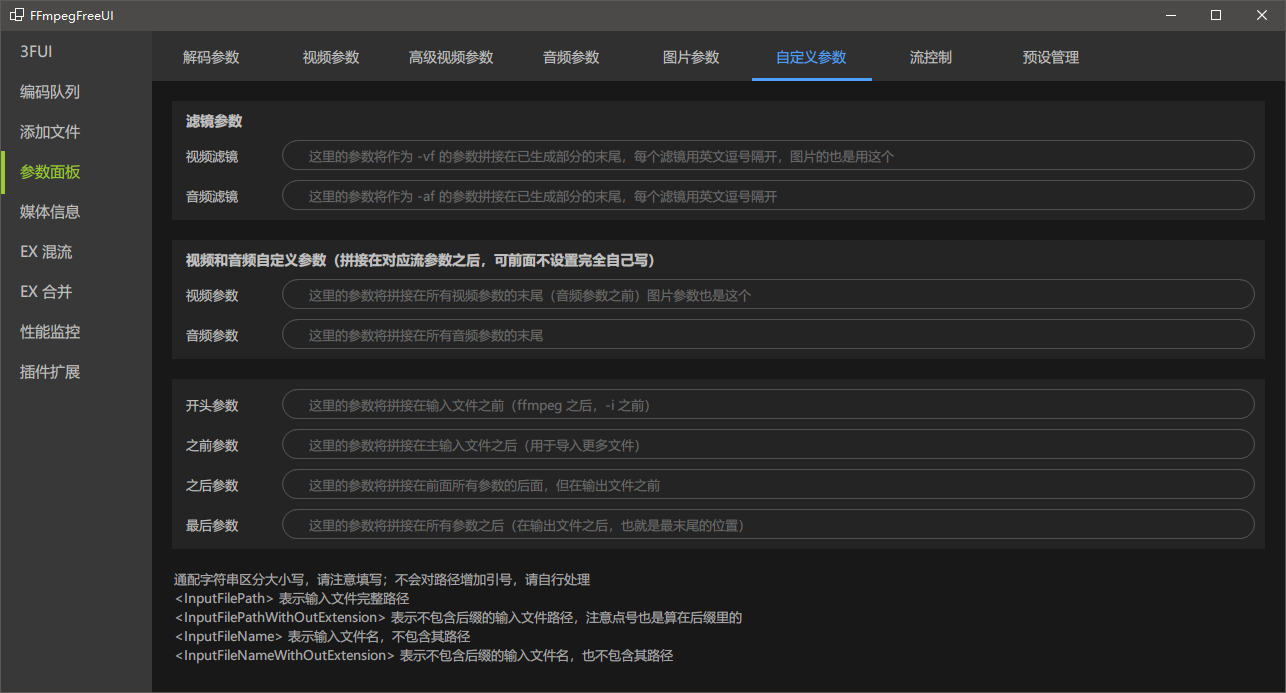 FFmpegFreeUI
3FUI
编码队列
添加文件
参数面板
媒体信息
EX 混流
EX 合并
性能监控
插件扩展
解码参数 视频参数 高级视频参数 音频参数 图片参数 自定义参数 流控制 预设管理
滤镜参数
视频滤镜 这里的参数将作为 -vf 的参数拼接在已生成部分的末尾，每个滤镜用英文逗号隔开，图片的也是用这个
音频滤镜 这里的参数将作为 -af 的参数拼接在已生成部分的末尾，每个滤镜用英文逗号隔开
视频和音频自定义参数（拼接在对应流参数之后，可前面不设置完全自己写）
视频参数 这里的参数将拼接在所有视频参数的末尾（音频参数之前）图片参数也是这个
音频参数 这里的参数将拼接在所有音频参数的末尾
开头参数 这里的参数将拼接在输入文件之前（ffmpeg 之后，-i 之前）
之前参数 这里的参数将拼接在主输入文件之后（用于导入更多文件）
之后参数 这里的参数将拼接在前面所有参数的后面，但在输出文件之前
最后参数 这里的参数将拼接在所有参数之后（在输出文件之后，也就是最末尾的位置）
通配字符串区分大小写，请注意填写；不会对路径增加引号，请自行处理
<InputFilePath> 表示输入文件完整路径
<InputFilePathWithOutExtension> 表示不包含后缀的输入文件路径，注意点号也是算在后缀里的
<InputFileName> 表示输入文件名，不包含其路径
<InputFileNameWithOutExtension> 表示不包含后缀的输入文件名，也不包含其路径